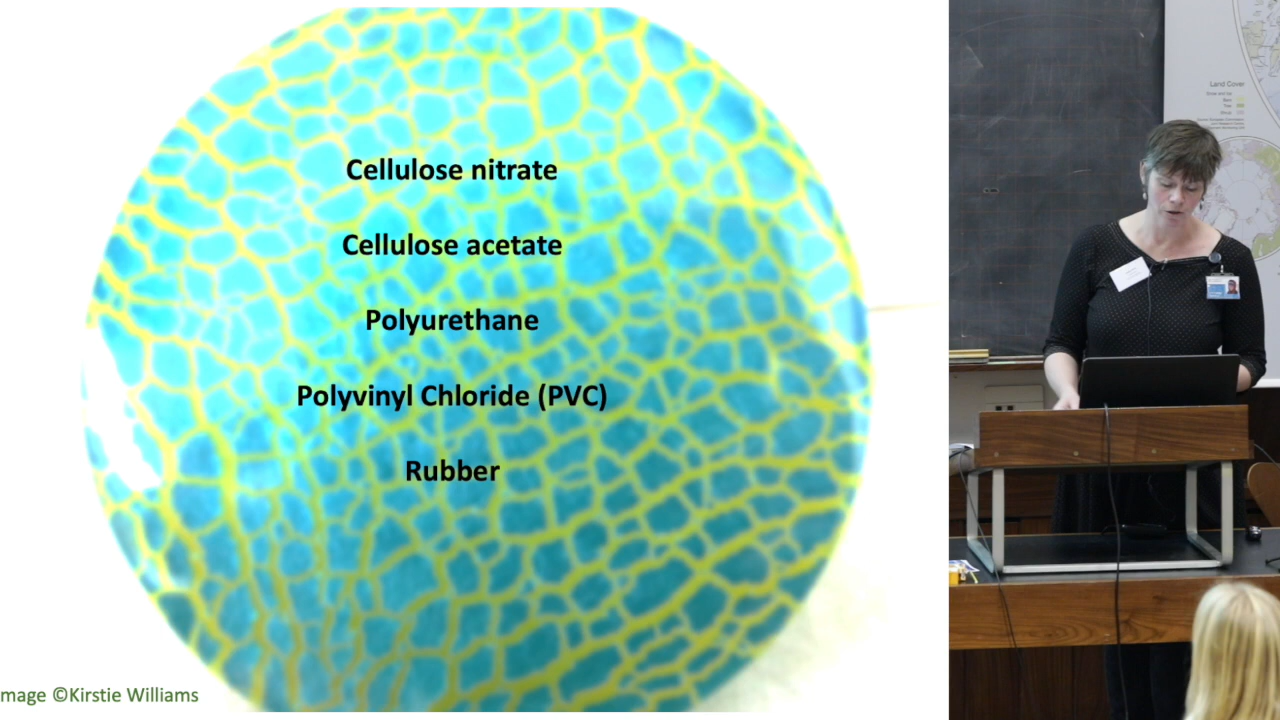 Cellulose nitrate
Cellulose acetate
Polyurethane
Polyvinyl Chloride (PVC)
Rubber
mage ©Kirstie Williams
Land Cover